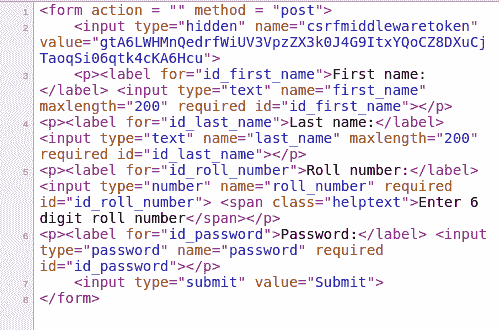 1 <form action = "" method = "post">
2     <input type="hidden" name="csrfmiddlewaretoken"
value="gtA6LWHMnQedrfWiUV3VpzZX3k0J4G9ItxYQoCZ8DXuCj
TaoqSi06qtk4cKA6Hcu">
3     <p><label for="id_first_name">First name:
</label> <input type="text" name="first_name"
maxlength="200" required id="id_first_name"></p>
4 <p><label for="id_last_name">Last name:</label>
<input type="text" name="last_name" maxlength="200"
required id="id_last_name"></p>
5 <p><label for="id_roll_number">Roll number:</label>
<input type="number" name="roll_number" required
id="id_roll_number"> <span class="helptext">Enter 6
digit roll number</span></p>
6 <p><label for="id_password">Password:</label> <input
type="password" name="password" required
id="id_password"></p>
7     <input type="submit" value="Submit">
8 </form>